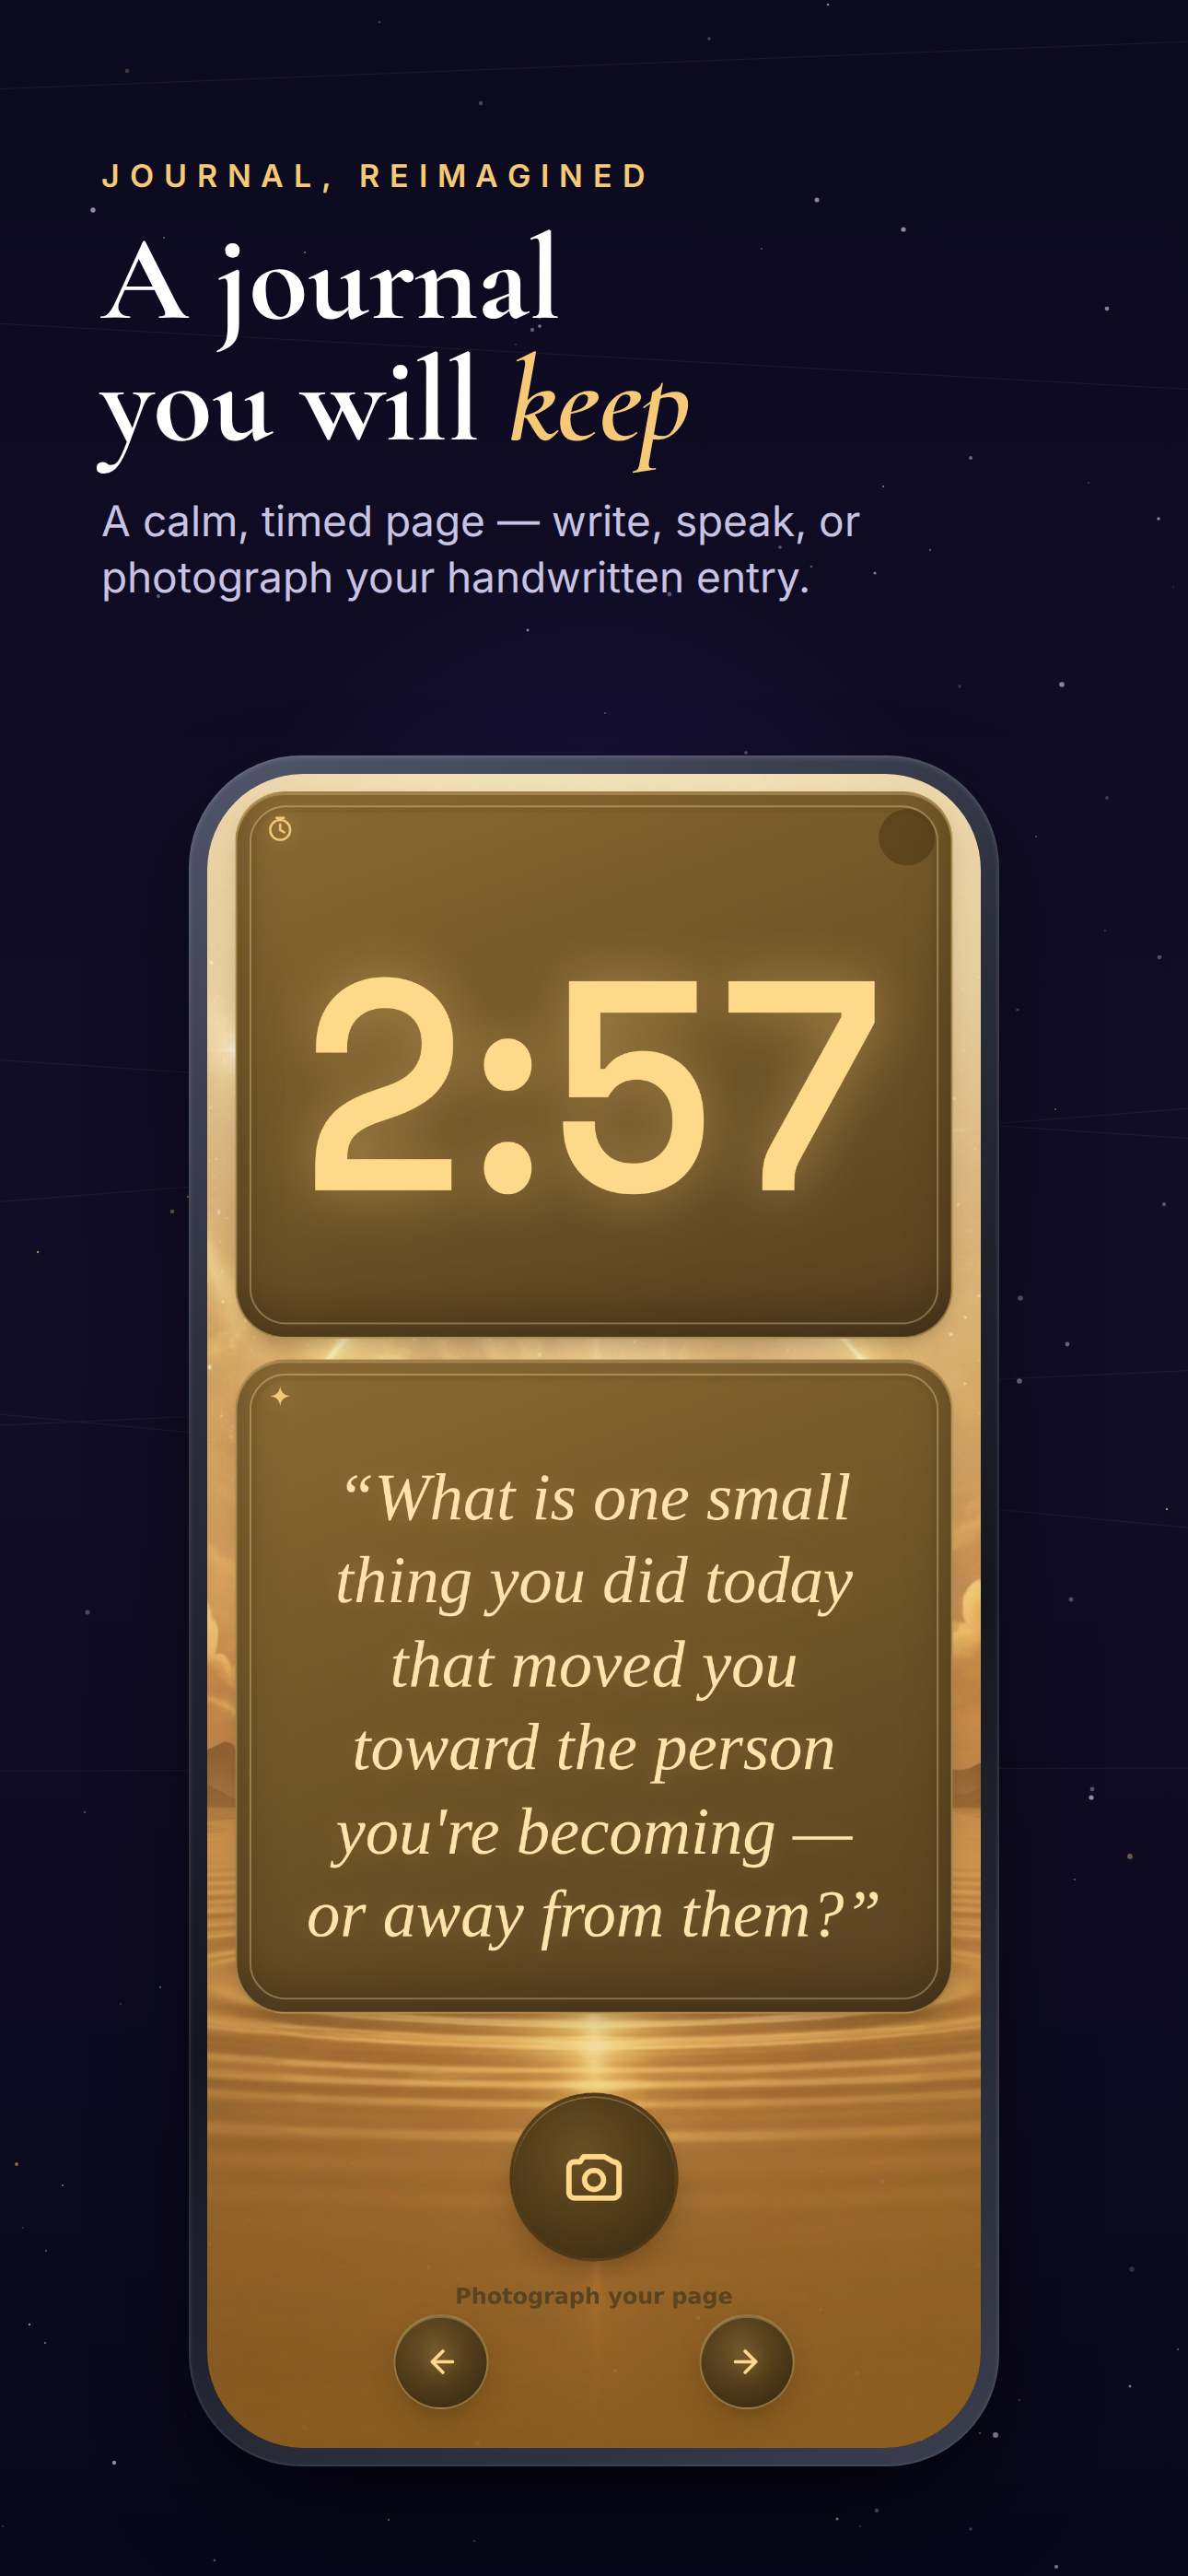 JOURNAL, REIMAGINED
A journal
you will keep
A calm, timed page — write, speak, or
photograph your handwritten entry.
2:57
“What is one small
thing you did today
that moved you
toward the person
you're becoming —
or away from them?”
Photograph your page